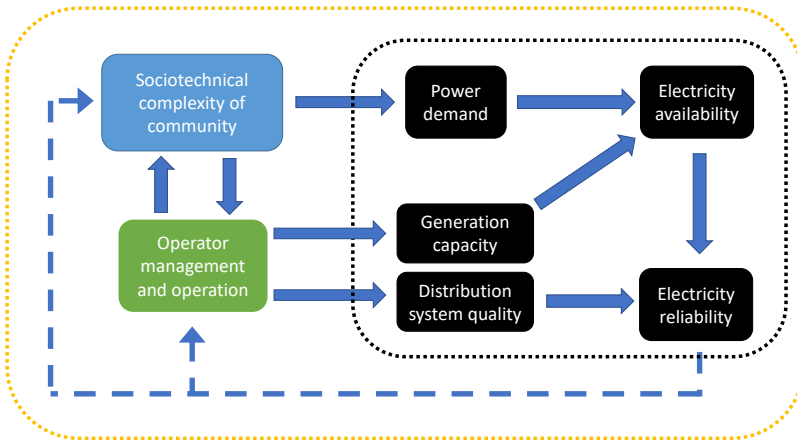 Sociotechnical
complexity of
community
Power
demand
Electricity
availability
Operator
management
and operation
Generation
capacity
Distribution
system quality
Electricity
reliability